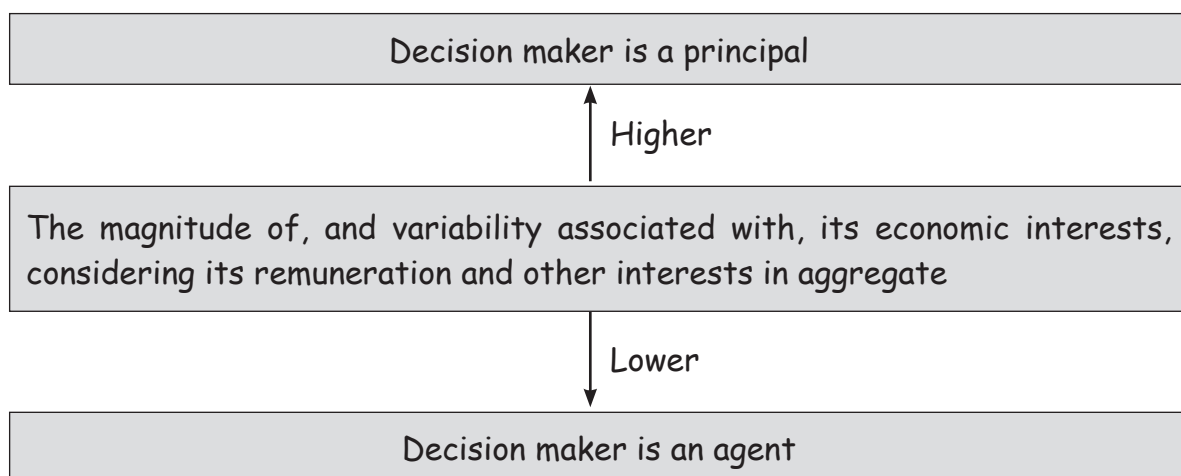 Decision maker is a principal
Higher
The magnitude of, and variability associated with, its economic interests,
considering its remuneration and other interests in aggregate
Lower
Decision maker is an agent